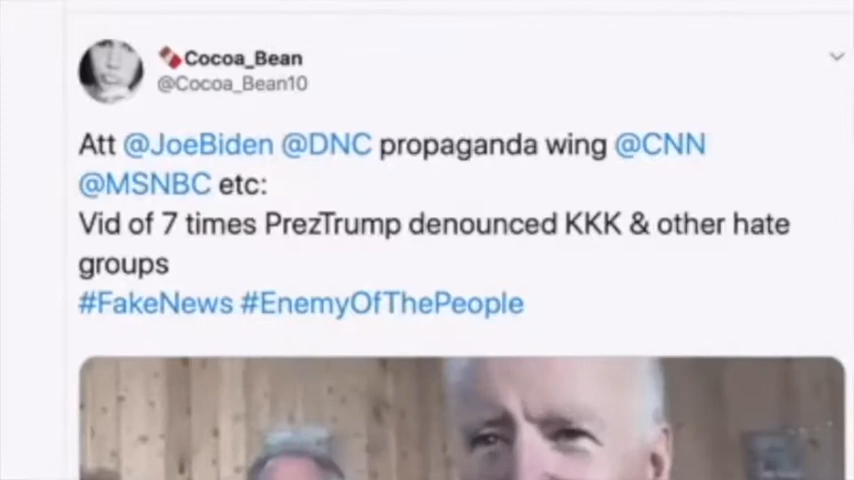 Cocoa_Bean
@Cocoa_Bean10
Att @JoeBiden @DNC propaganda wing @CNN
@MSNBC etc:
Vid of 7 times PrezTrump denounced KKK & other hate
groups
#FakeNews #EnemyOfThePeople